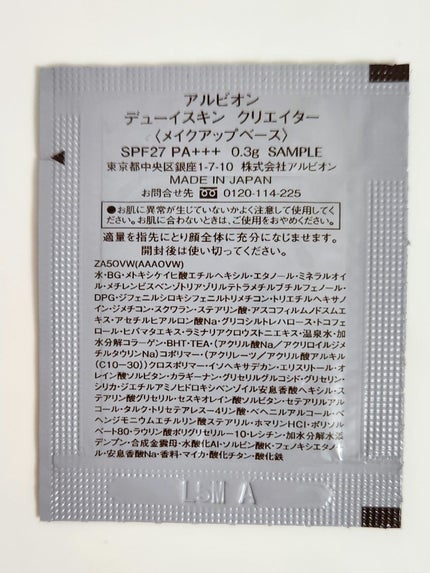 アルビオン
デューイスキン クリエイター
〈メイクアップベース〉
SPF27 PA+++ 0.3g SAMPLE
東京都中央区銀座1-7-10 株式会社アルビオン
MADE IN JAPAN
お問合せ先 0120-114-225
●お肌に異常が生じていないかよく注意して使用してく
ださい。お肌に合わないときは、ご使用をおやめください。
適量を指先にとり顔全体に充分になじませます。
開封後は使い切ってください。
ZA50VW(AAA0VW)
水・BG・メトキシケイヒ酸エチルヘキシル・エタノール・ミネラルオイ
ル・メチレンビスベンゾトリアゾリルテトラメチルブチルフェノール・
DPG・ジフェニルシロキシフェニルトリメチコン・トリエチルヘキサノ
イン・ジメチコン・スクワラン・ステアリン酸・アスコフィルムノドスムエ
キス・アセチルヒアルロン酸Na・グリコシルトレハロース・トコフェ
ロール・ヒバマタエキス・ラミナリアクロウストニエキス・温泉水・加
水分解コラーゲン・BHT・TEA・(アクリル酸Na/アクリロイルジメ
チルタウリンNa)コポリマー・(アクリレーツ/アクリル酸アルキル
(C10-30))クロスポリマー・イソヘキサデカン・エリスリトール・オ
レイン酸ソルビタン・カラギーナン・グリセリルグルコシド・グリセリン・
シリカ・ジエチルアミノヒドロキシベンゾイル安息香酸ヘキシル・ス
テアリン酸グリセリル・セスキオレイン酸ソルビタン・セテアリルアル
コール・タルク・トリセテアレス-4リン酸・ベヘニルアルコール・ベ
ヘンジモニウムエチルリン酸ステアリル・ホマリンHCl・ポリソル
ベート80・ラウリン酸ポリグリセリル-10・レシチン・加水分解水添
デンプン・合成金雲母・水酸化Al・ソルビン酸K・フェノキシエタノ
ール・安息香酸Na・香料・マイカ・酸化チタン・酸化鉄
L5M A